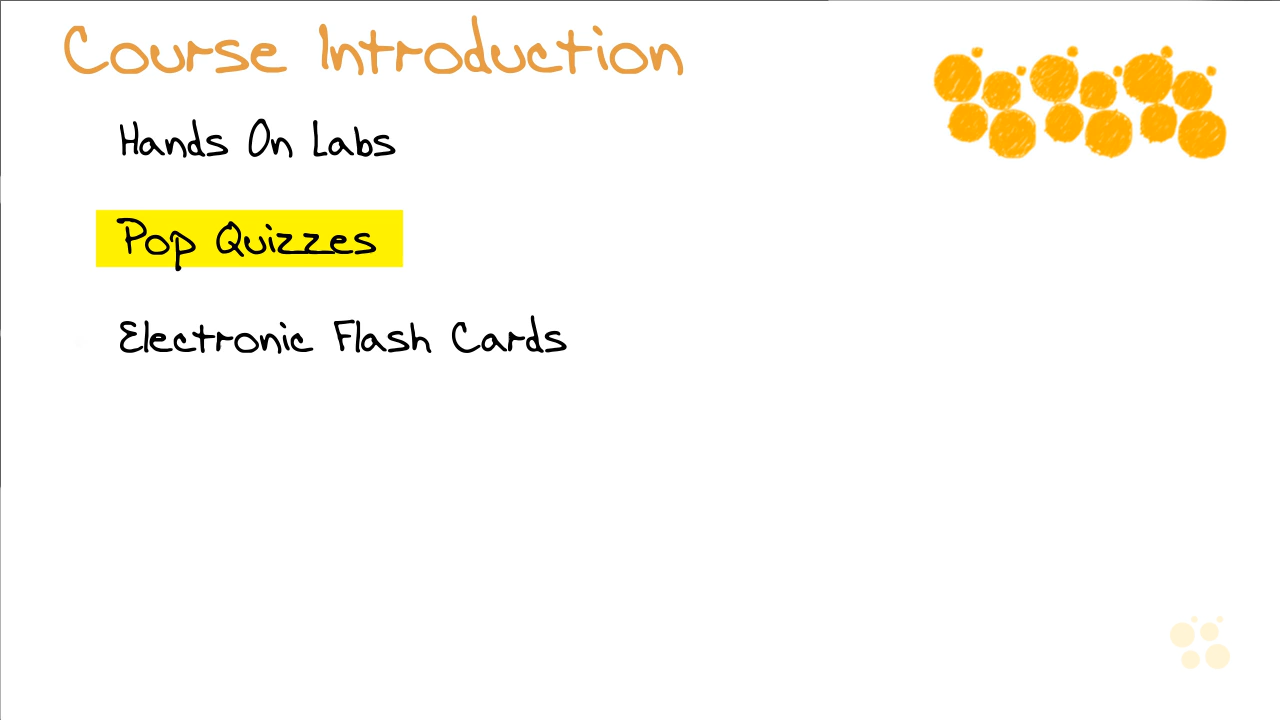 Course Introduction
Hands On Labs
Pop Quizzes
Electronic Flash Cards